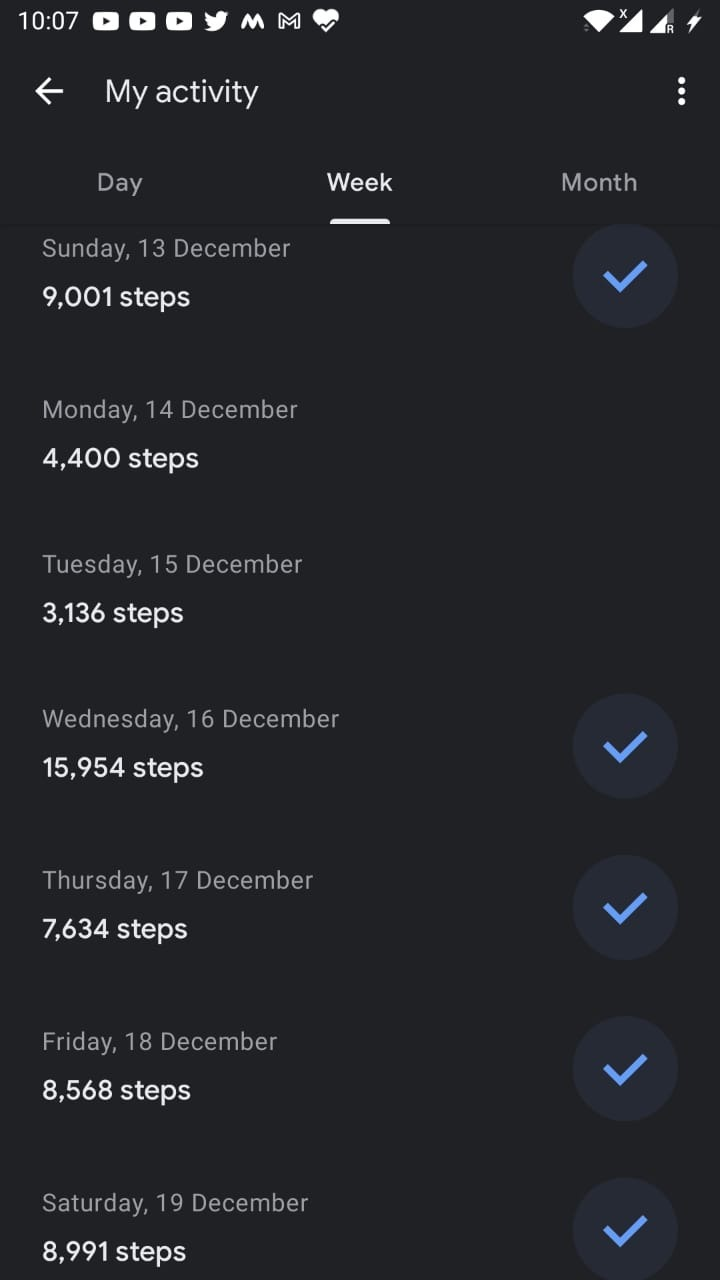 10:07
X
R
My activity
Day Week Month
Sunday, 13 December
9,001 steps
Monday, 14 December
4,400 steps
Tuesday, 15 December
3,136 steps
Wednesday, 16 December
15,954 steps
Thursday, 17 December
7,634 steps
Friday, 18 December
8,568 steps
Saturday, 19 December
8,991 steps